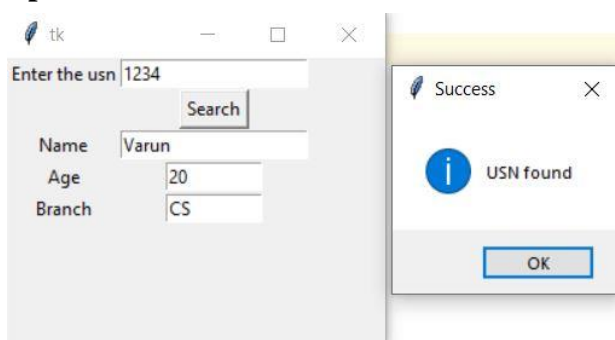 tk
Enter the usn 1234
Search
Name Varun
Age 20
Branch CS
Success
USN found
OK